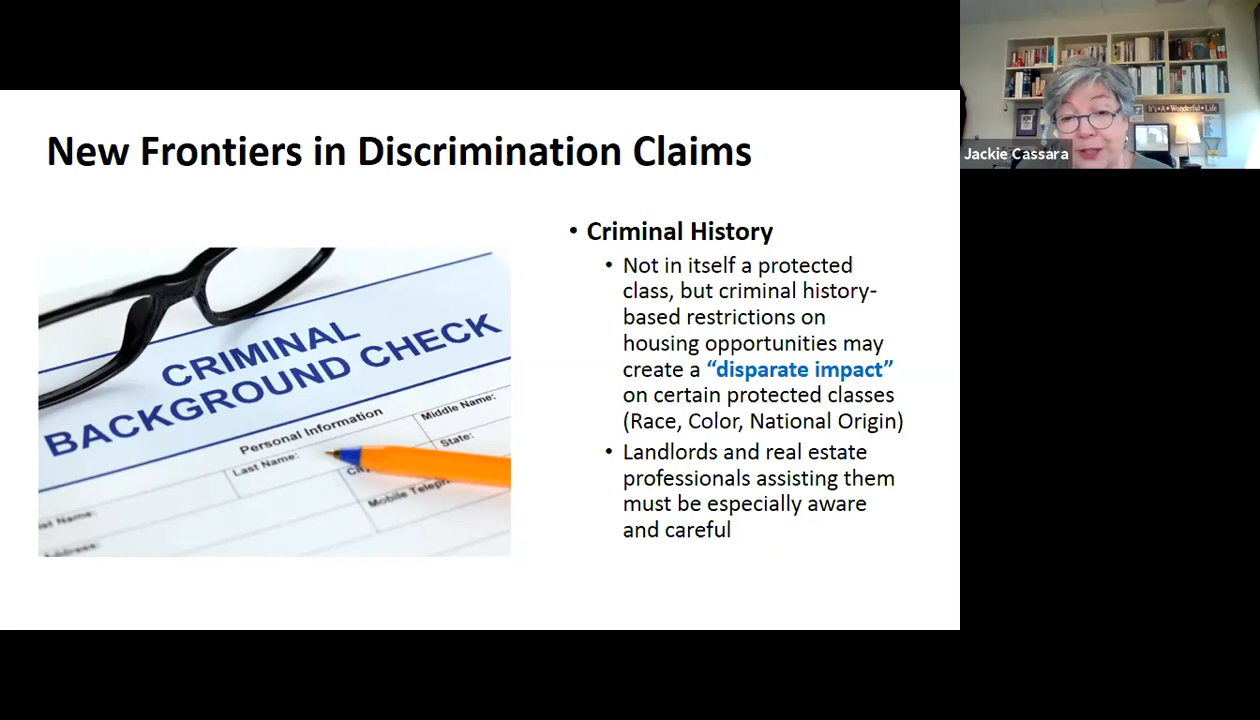 New Frontiers in Discrimination Claims
It's•A•Wonderful•Life
Jackie Cassara
• Criminal History
• Not in itself a protected
class, but criminal history-
based restrictions on
housing opportunities may
create a “disparate impact”
on certain protected classes
(Race, Color, National Origin)
• Landlords and real estate
professionals assisting them
must be especially aware
and careful
CRIMINAL
BACKGROUND CHECK
Personal Information
Middle Name:
Last Name:
State:
Mobile